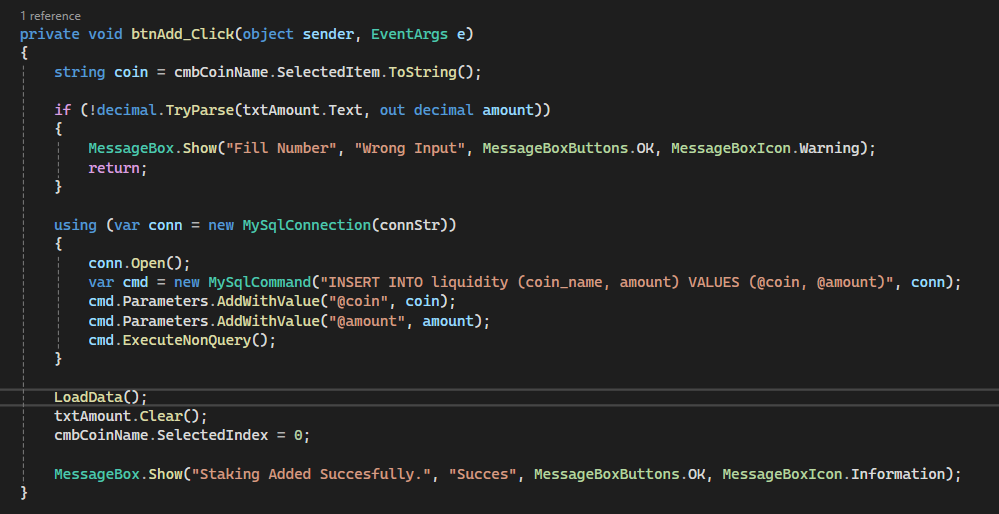 1 reference
private void btnAdd_Click(object sender, EventArgs e)
{
string coin = cmbCoinName.SelectedItem.ToString();
if (!decimal.TryParse(txtAmount.Text, out decimal amount))
{
MessageBox.Show("Fill Number", "Wrong Input", MessageBoxButtons.OK, MessageBoxIcon.Warning);
return;
}
using (var conn = new MySqlConnection(connStr))
{
conn.Open();
var cmd = new MySqlCommand("INSERT INTO liquidity (coin_name, amount) VALUES (@coin, @amount)", conn);
cmd.Parameters.AddWithValue("@coin", coin);
cmd.Parameters.AddWithValue("@amount", amount);
cmd.ExecuteNonQuery();
}
LoadData();
txtAmount.Clear();
cmbCoinName.SelectedIndex = 0;
MessageBox.Show("Staking Added Succesfully.", "Succes", MessageBoxButtons.OK, MessageBoxIcon.Information);
}